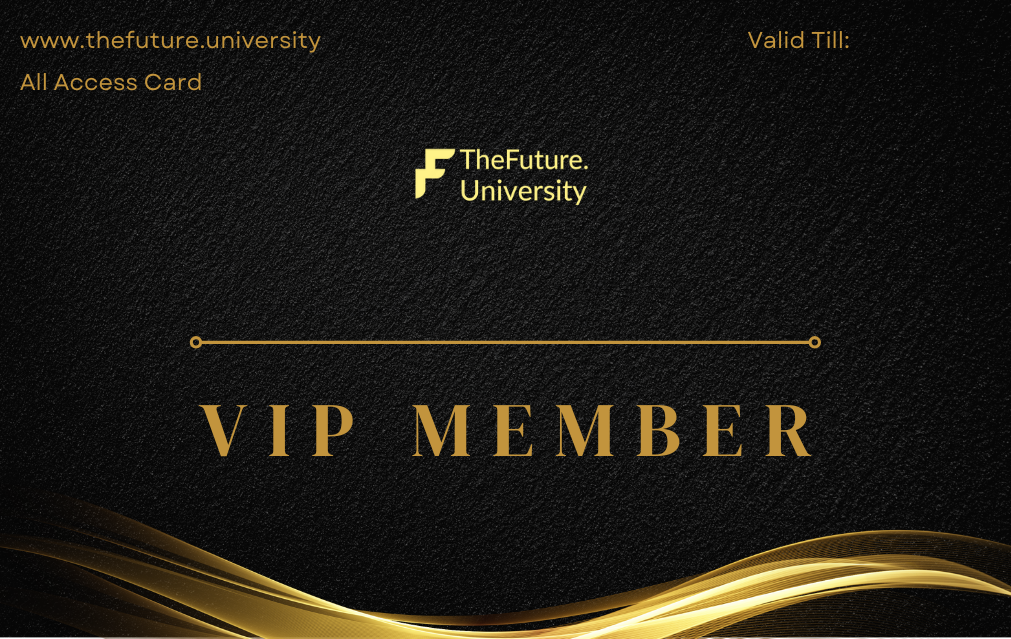 www.thefuture.university
Valid Till:
All Access Card
TheFuture.
University
VIP MEMBER